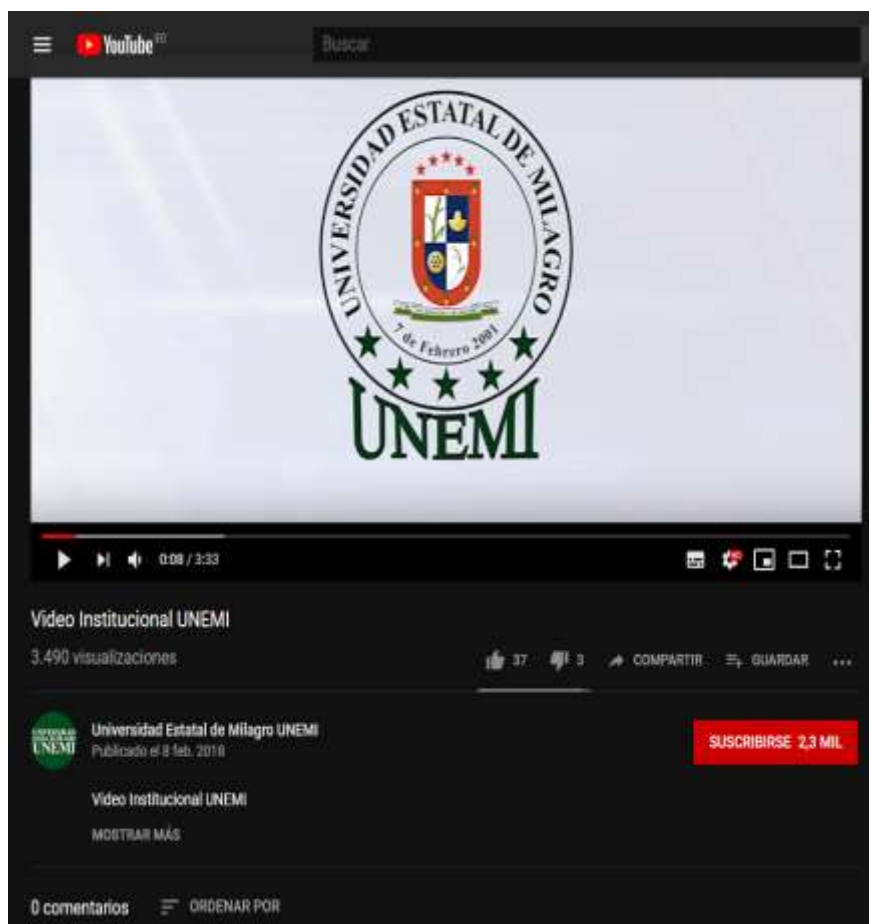 YouTube EC
Buscar
UNIVERSIDAD ESTATAL DE MILAGRO
7 de Febrero 2001
UNEMI
0:08 / 3:33
Video Institucional UNEMI
3.490 visualizaciones
37 3 COMPARTIR GUARDAR
UNEMI
Universidad Estatal de Milagro UNEMI
Publicado el 8 feb. 2018
SUSCRIBIRSE 2,3 MIL
Video Institucional UNEMI
MOSTRAR MÁS
0 comentarios ORDENAR POR